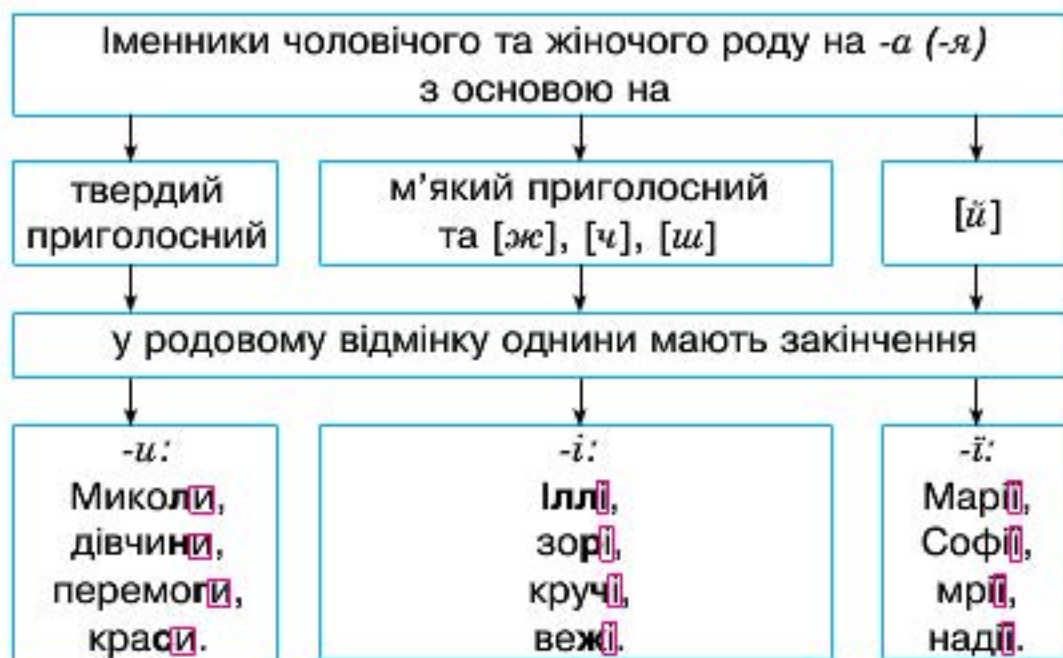 Іменники чоловічого та жіночого роду на -а (-я)
з основою на
твердий
приголосний
м’який приголосний
та [ж], [ч], [ш]
[й]
у родовому відмінку однини мають закінчення
-и:
Миколи,
дівчини,
перемоги,
краси.
-і:
Іллі,
зорі,
кручі,
вежі.
-ї:
Марії,
Софії,
мрії,
надії.